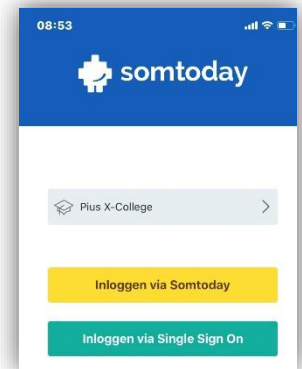 08:53
somtoday
Pius X-College
Inloggen via Somtoday
Inloggen via Single Sign On